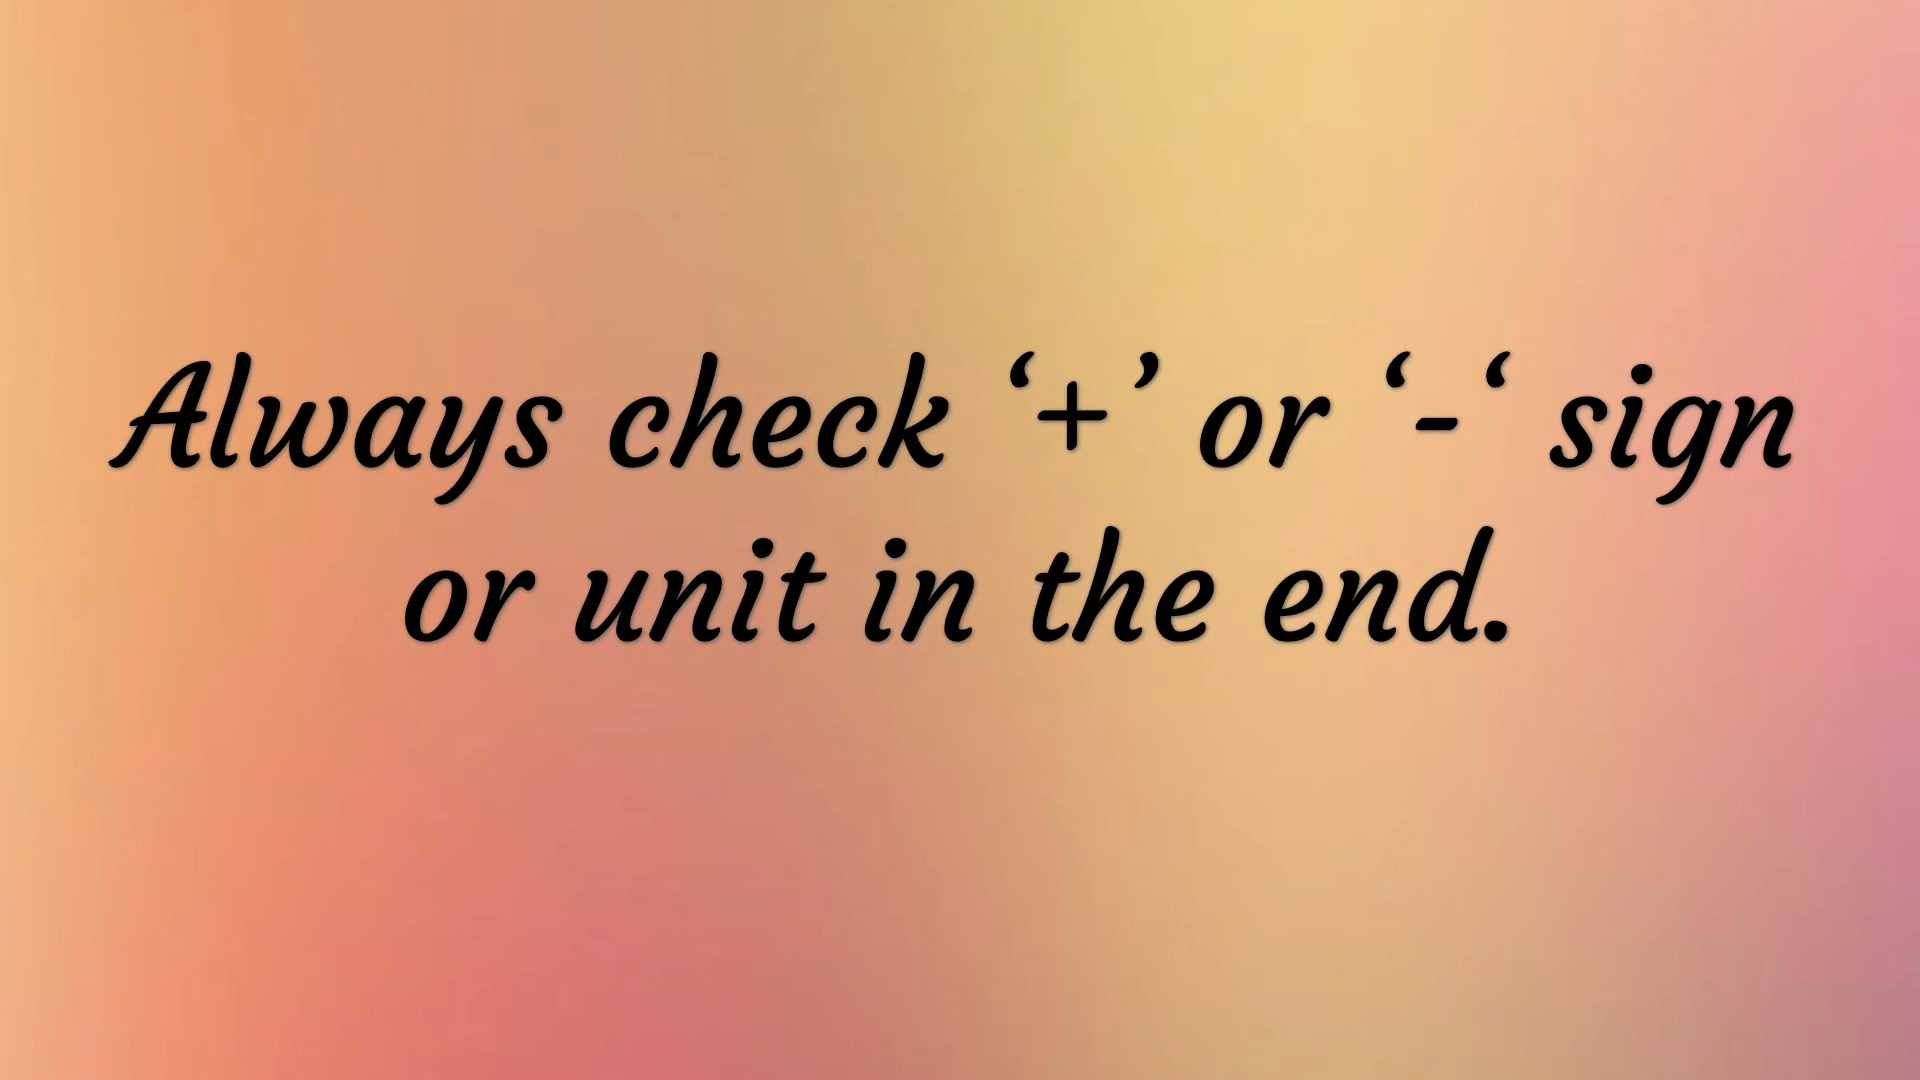 Always check ‘+’ or ‘-‘ sign
or unit in the end.